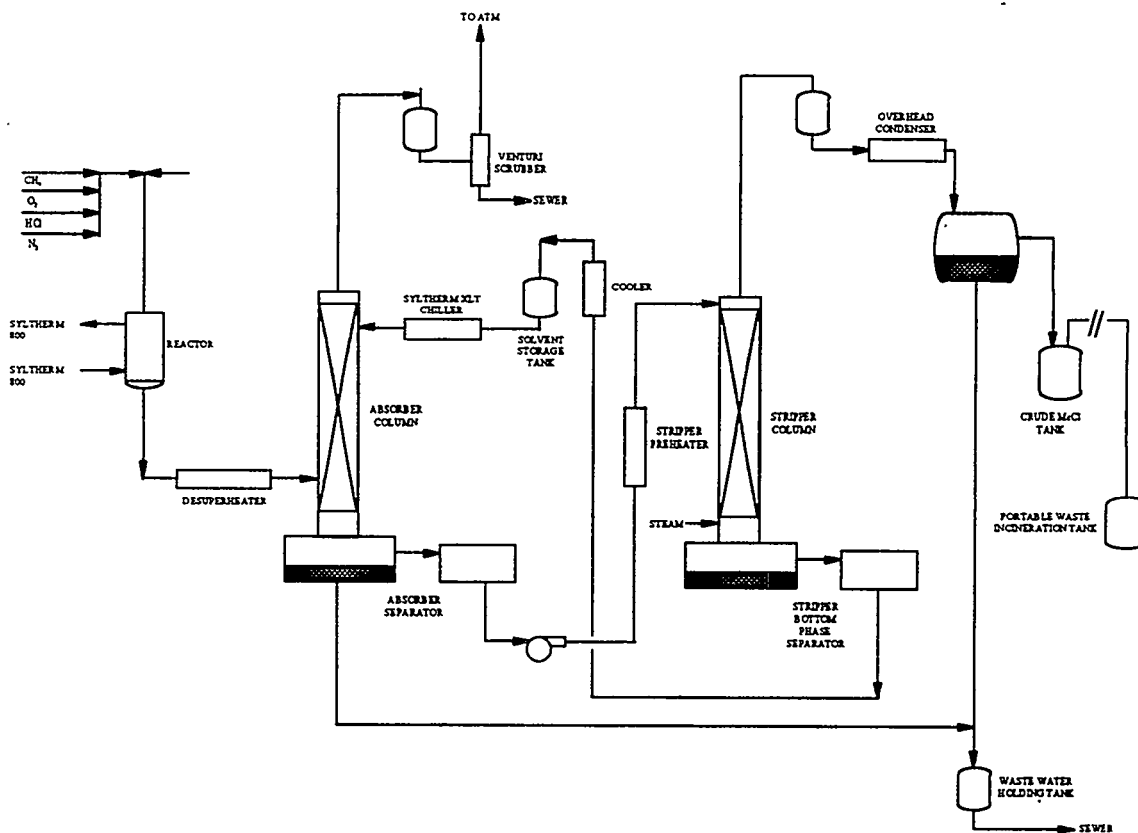 TO ATM
OVERHEAD
CONDENSER
VENTURI
SCRUBBER
SEWER
CH₄
O₂
HCl
N₂
SYLTHERM
800
REACTOR
SYLTHERM
800
SYLTHERM XLT
CHILLER
SOLVENT
STORAGE
TANK
COOLER
ABSORBER
COLUMN
STRIPPER
PREHEATER
STRIPPER
COLUMN
CRUDE MeCl
TANK
DESUPERHEATER
STEAM
PORTABLE WASTE
INCINERATION TANK
ABSORBER
SEPARATOR
STRIPPER
BOTTOM
PHASE
SEPARATOR
WASTE WATER
HOLDING TANK
SEWER